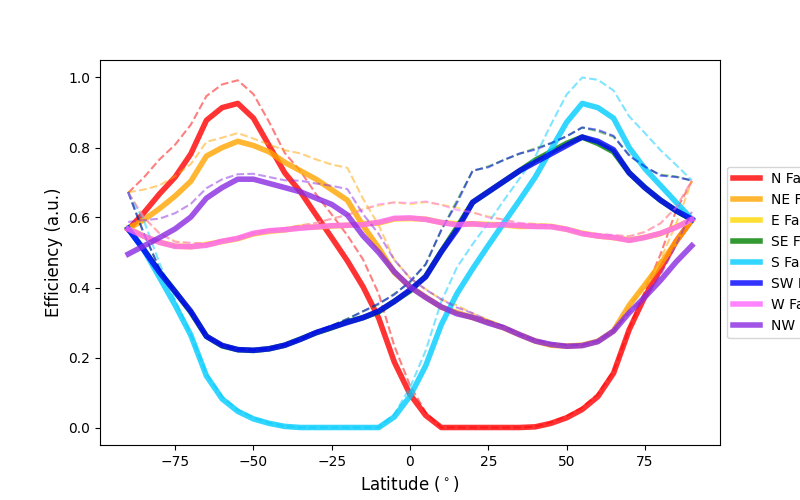 Efficiency (a.u.)
1.0
0.8
0.6
0.4
0.2
0.0
−75
−50
−25
0
25
50
75
Latitude (°)
N Fa
NE F
E Fa
SE F
S Fa
SW
W Fa
NW